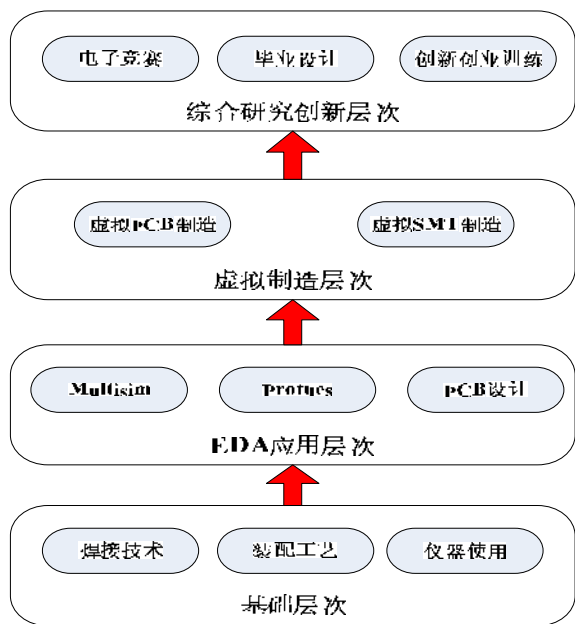 电子竞赛 毕业设计 创新创业训练
综合研究创新层次
虚拟PCB制造 虚拟SMT制造
虚拟制造层次
Multisim Protues PCB设计
EDA应用层次
焊接技术 装配工艺 仪器使用
基础层次